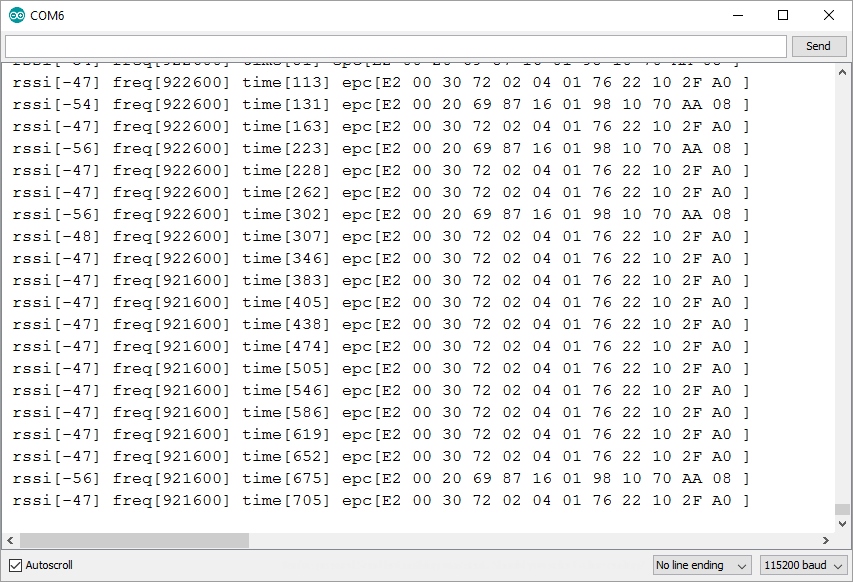 COM6
Send
rssi[-47] freq[922600] time[113] epc[E2 00 30 72 02 04 01 76 22 10 2F A0 ]
rssi[-54] freq[922600] time[131] epc[E2 00 20 69 87 16 01 98 10 70 AA 08 ]
rssi[-47] freq[922600] time[163] epc[E2 00 30 72 02 04 01 76 22 10 2F A0 ]
rssi[-56] freq[922600] time[223] epc[E2 00 20 69 87 16 01 98 10 70 AA 08 ]
rssi[-47] freq[922600] time[228] epc[E2 00 30 72 02 04 01 76 22 10 2F A0 ]
rssi[-47] freq[922600] time[262] epc[E2 00 30 72 02 04 01 76 22 10 2F A0 ]
rssi[-56] freq[922600] time[302] epc[E2 00 20 69 87 16 01 98 10 70 AA 08 ]
rssi[-48] freq[922600] time[307] epc[E2 00 30 72 02 04 01 76 22 10 2F A0 ]
rssi[-47] freq[922600] time[346] epc[E2 00 30 72 02 04 01 76 22 10 2F A0 ]
rssi[-47] freq[921600] time[383] epc[E2 00 30 72 02 04 01 76 22 10 2F A0 ]
rssi[-47] freq[921600] time[405] epc[E2 00 30 72 02 04 01 76 22 10 2F A0 ]
rssi[-47] freq[921600] time[438] epc[E2 00 30 72 02 04 01 76 22 10 2F A0 ]
rssi[-47] freq[921600] time[474] epc[E2 00 30 72 02 04 01 76 22 10 2F A0 ]
rssi[-47] freq[921600] time[505] epc[E2 00 30 72 02 04 01 76 22 10 2F A0 ]
rssi[-47] freq[921600] time[546] epc[E2 00 30 72 02 04 01 76 22 10 2F A0 ]
rssi[-47] freq[921600] time[586] epc[E2 00 30 72 02 04 01 76 22 10 2F A0 ]
rssi[-47] freq[921600] time[619] epc[E2 00 30 72 02 04 01 76 22 10 2F A0 ]
rssi[-47] freq[921600] time[652] epc[E2 00 30 72 02 04 01 76 22 10 2F A0 ]
rssi[-56] freq[921600] time[675] epc[E2 00 20 69 87 16 01 98 10 70 AA 08 ]
rssi[-47] freq[921600] time[705] epc[E2 00 30 72 02 04 01 76 22 10 2F A0 ]
Autoscroll
No line ending
115200 baud